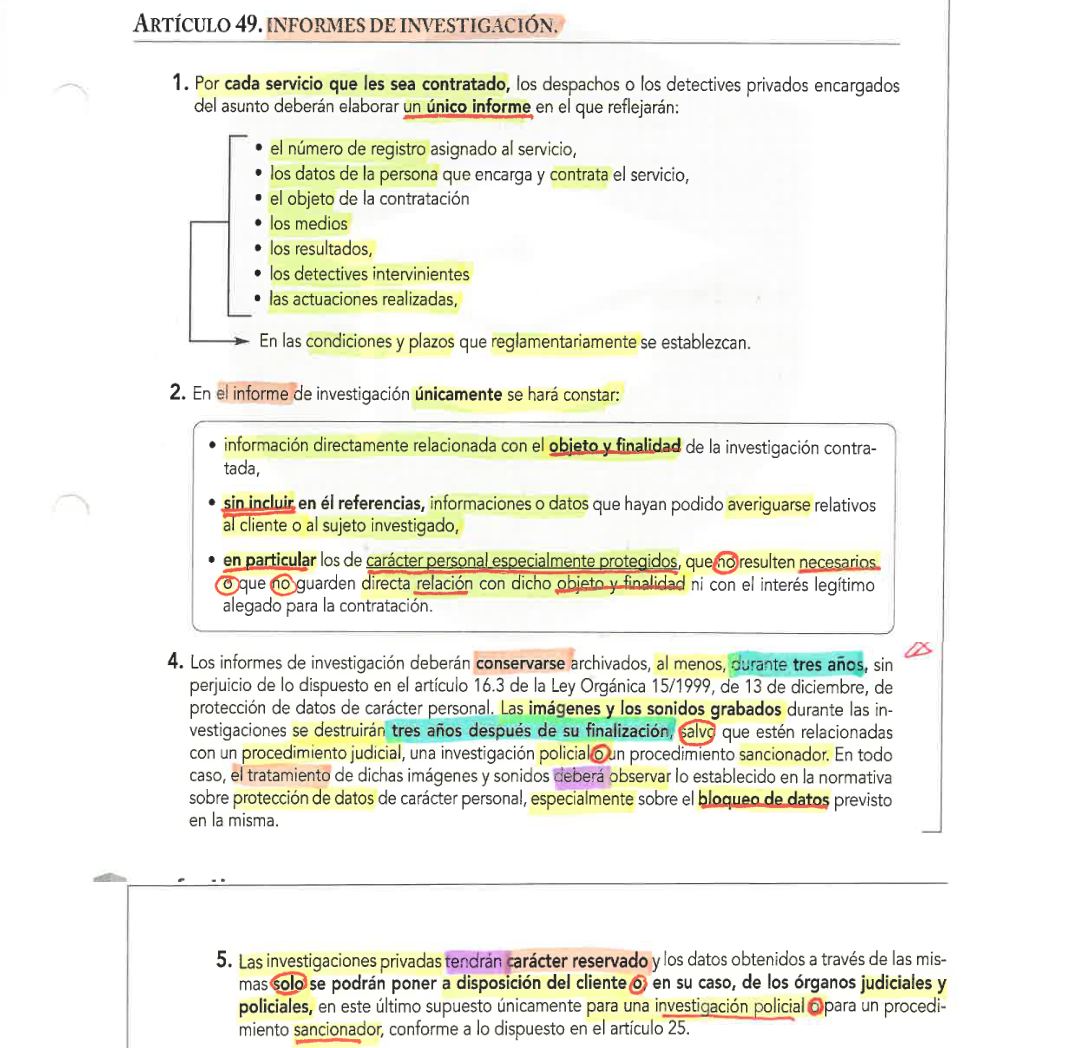 ARTÍCULO 49. INFORMES DE INVESTIGACIÓN.
1. Por cada servicio que les sea contratado, los despachos o los detectives privados encargados
del asunto deberán elaborar un único informe en el que reflejarán:
• el número de registro asignado al servicio,
• los datos de la persona que encarga y contrata el servicio,
• el objeto de la contratación
• los medios
• los resultados,
• los detectives intervinientes
• las actuaciones realizadas,
En las condiciones y plazos que reglamentariamente se establezcan.
2. En el informe de investigación únicamente se hará constar:
• información directamente relacionada con el objeto y finalidad de la investigación contra-
tada,
• sin incluir en él referencias, informaciones o datos que hayan podido averiguarse relativos
al cliente o al sujeto investigado,
• en particular los de carácter personal especialmente protegidos, que no resulten necesarios
o que no guarden directa relación con dicho objeto y finalidad ni con el interés legítimo
alegado para la contratación.
4. Los informes de investigación deberán conservarse archivados, al menos, durante tres años, sin
perjuicio de lo dispuesto en el artículo 16.3 de la Ley Orgánica 15/1999, de 13 de diciembre, de
protección de datos de carácter personal. Las imágenes y los sonidos grabados durante las in-
vestigaciones se destruirán tres años después de su finalización, salvo que estén relacionadas
con un procedimiento judicial, una investigación policial o un procedimiento sancionador. En todo
caso, el tratamiento de dichas imágenes y sonidos deberá observar lo establecido en la normativa
sobre protección de datos de carácter personal, especialmente sobre el bloqueo de datos previsto
en la misma.
5. Las investigaciones privadas tendrán carácter reservado y los datos obtenidos a través de las mis-
mas solo se podrán poner a disposición del cliente o, en su caso, de los órganos judiciales y
policiales, en este último supuesto únicamente para una investigación policial o para un procedi-
miento sancionador, conforme a lo dispuesto en el artículo 25.